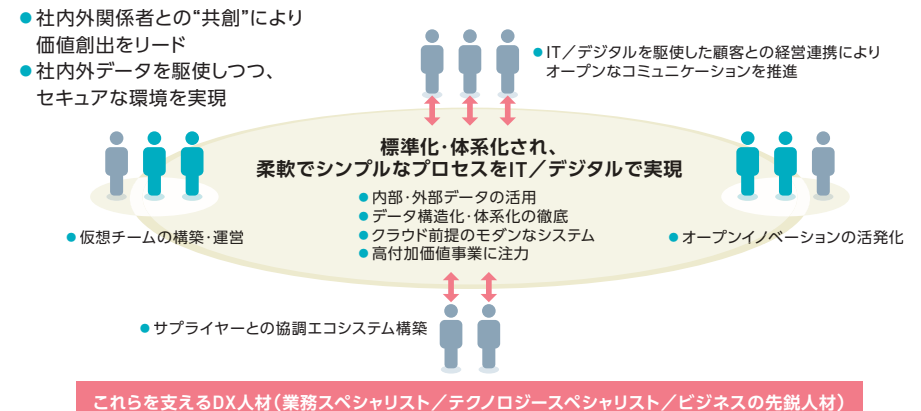 ●社内外関係者との“共創”により
価値創出をリード
●社内外データを駆使しつつ、
セキュアな環境を実現
●IT／デジタルを駆使した顧客との経営連携により
オープンなコミュニケーションを推進
標準化・体系化され、
柔軟でシンプルなプロセスをIT／デジタルで実現
●内部・外部データの活用
●データ構造化・体系化の徹底
●クラウド前提のモダンなシステム
●高付加価値事業に注力
●仮想チームの構築・運営
●オープンイノベーションの活発化
●サプライヤーとの協調エコシステム構築
これらを支えるDX人材（業務スペシャリスト／テクノロジースペシャリスト／ビジネスの先鋭人材）